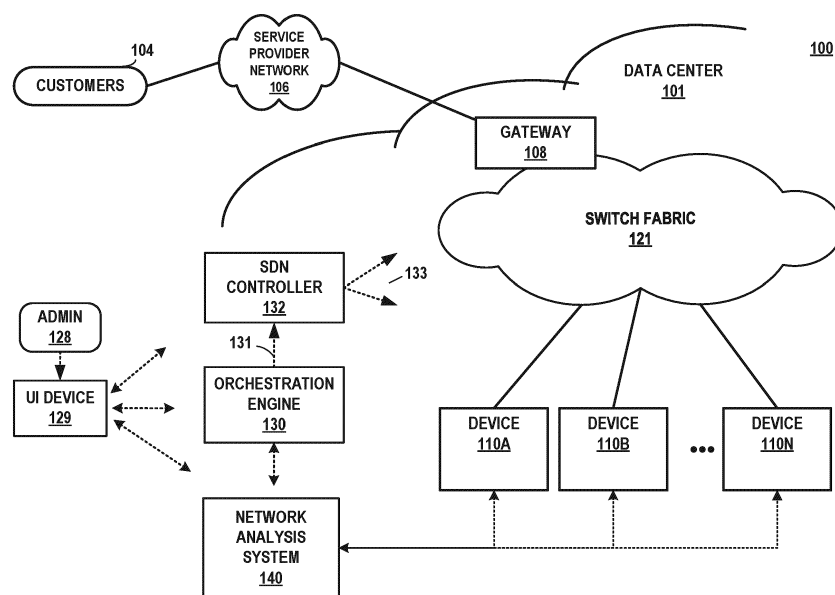 100
104
CUSTOMERS
SERVICE
PROVIDER
NETWORK
106
DATA CENTER
101
GATEWAY
108
SWITCH FABRIC
121
SDN
CONTROLLER
132
133
ADMIN
128
131
UI DEVICE
129
ORCHESTRATION
ENGINE
130
DEVICE
110A
DEVICE
110B
DEVICE
110N
NETWORK
ANALYSIS
SYSTEM
140